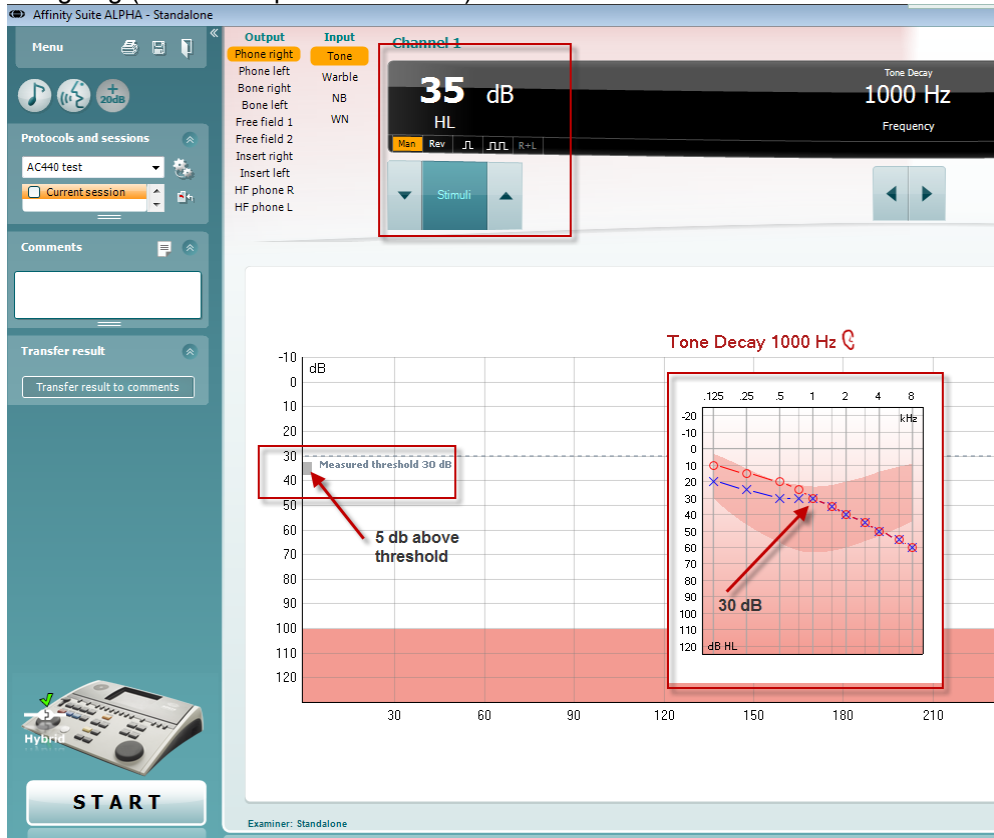 Affinity Suite ALPHA - Standalone
Menu
20dB
Protocols and sessions
AC440 test
Current session
Comments
Transfer result
Transfer result to comments
Hybrid
START
Output
Phone right
Phone left
Bone right
Bone left
Free field 1
Free field 2
Insert right
Insert left
HF phone R
HF phone L
Input
Tone
Warble
NB
WN
Channel 1
35 dB
HL
Man Rev R+L
Stimuli
Tone Decay
1000 Hz
Frequency
Tone Decay 1000 Hz
-10
dB
0
10
20
30
Measured threshold 30 dB
40
50
60
70
80
90
100
110
120
5 db above
threshold
30 60 90 120 150 180 210
.125 .25 .5 1 2 4 8
kHz
-20
-10
0
10
20
30
40
50
60
70
80
90
100
110
120
dB HL
30 dB
Examiner: Standalone